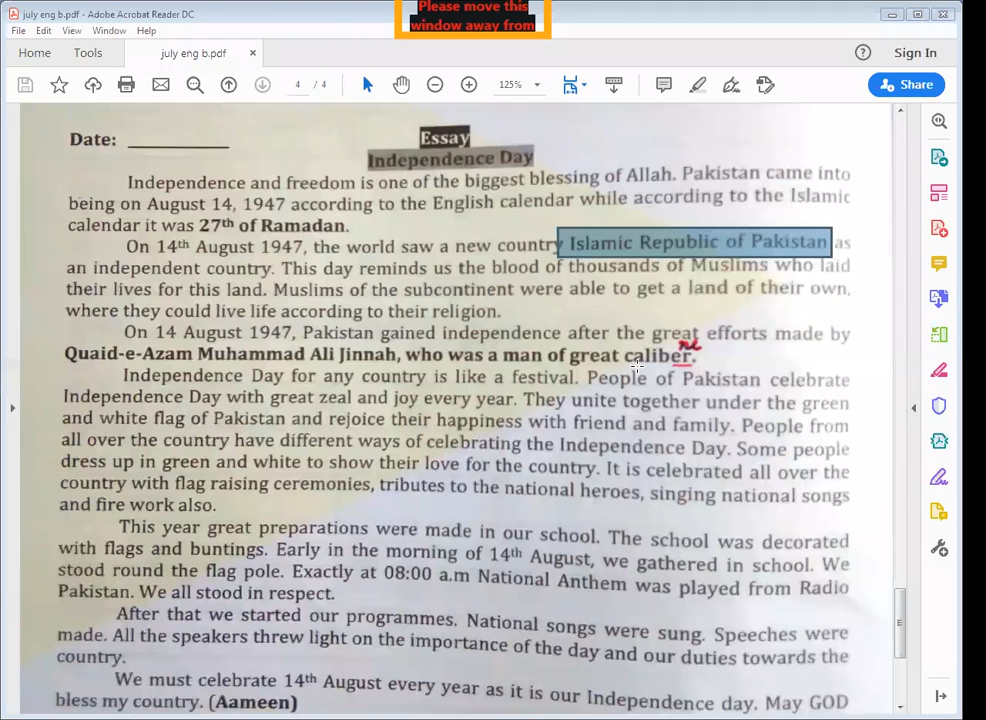 july eng b.pdf - Adobe Acrobat Reader DC
Please move this
window away from
File Edit View Window Help
Home Tools july eng b.pdf × Sign In
4 / 4 125% Share
Date: ___________
Essay
Independence Day
Independence and freedom is one of the biggest blessing of Allah. Pakistan came into
being on August 14, 1947 according to the English calendar while according to the Islamic
calendar it was 27th of Ramadan.
On 14th August 1947, the world saw a new country Islamic Republic of Pakistan as
an independent country. This day reminds us the blood of thousands of Muslims who laid
their lives for this land. Muslims of the subcontinent were able to get a land of their own,
where they could live life according to their religion.
On 14 August 1947, Pakistan gained independence after the great efforts made by
Quaid-e-Azam Muhammad Ali Jinnah, who was a man of great caliber.
Independence Day for any country is like a festival. People of Pakistan celebrate
Independence Day with great zeal and joy every year. They unite together under the green
and white flag of Pakistan and rejoice their happiness with friend and family. People from
all over the country have different ways of celebrating the Independence Day. Some people
dress up in green and white to show their love for the country. It is celebrated all over the
country with flag raising ceremonies, tributes to the national heroes, singing national songs
and fire work also.
This year great preparations were made in our school. The school was decorated
with flags and buntings. Early in the morning of 14th August, we gathered in school. We
stood round the flag pole. Exactly at 08:00 a.m National Anthem was played from Radio
Pakistan. We all stood in respect.
After that we started our programmes. National songs were sung. Speeches were
made. All the speakers threw light on the importance of the day and our duties towards the
country.
We must celebrate 14th August every year as it is our Independence day. May GOD
bless my country. (Aameen)